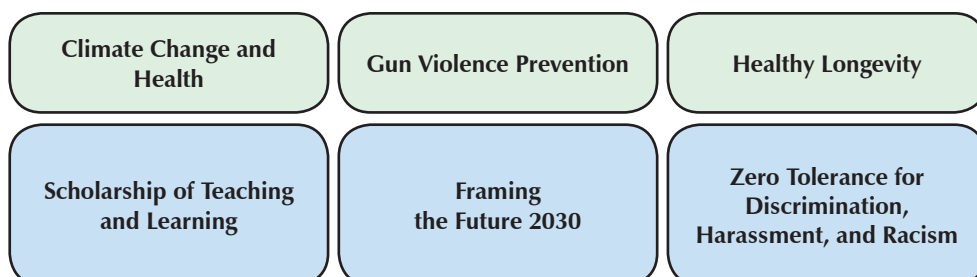 Climate Change and
Health
Gun Violence Prevention
Healthy Longevity
Scholarship of Teaching
and Learning
Framing
the Future 2030
Zero Tolerance for
Discrimination,
Harassment, and Racism